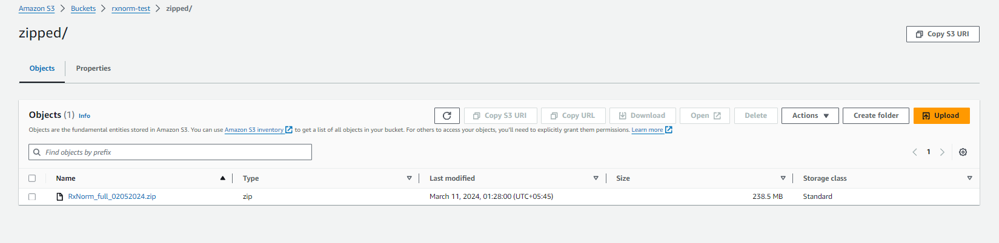 Amazon S3 > Buckets > rxnorm-test > zipped/
zipped/
Copy S3 URI
Objects Properties
Objects (1) Info
Copy S3 URI Copy URL Download Open Delete Actions Create folder Upload
Objects are the fundamental entities stored in Amazon S3. You can use Amazon S3 inventory to get a list of all objects in your bucket. For others to access your objects, you'll need to explicitly grant them permissions. Learn more
Find objects by prefix
1
Name Type Last modified Size Storage class
RxNorm_full_02052024.zip zip March 11, 2024, 01:28:00 (UTC+05:45) 238.5 MB Standard